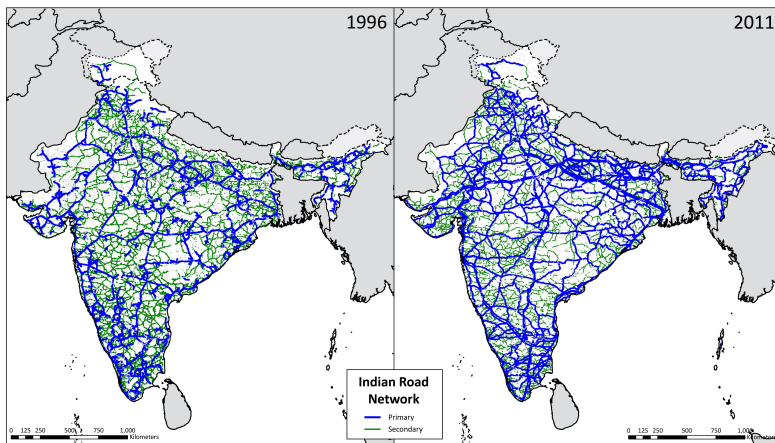 1996
2011
Indian Road
Network
Primary
Secondary
0 125 250 500 750 1,000
Kilometers
0 125 250 500 750 1,000
Kilometers